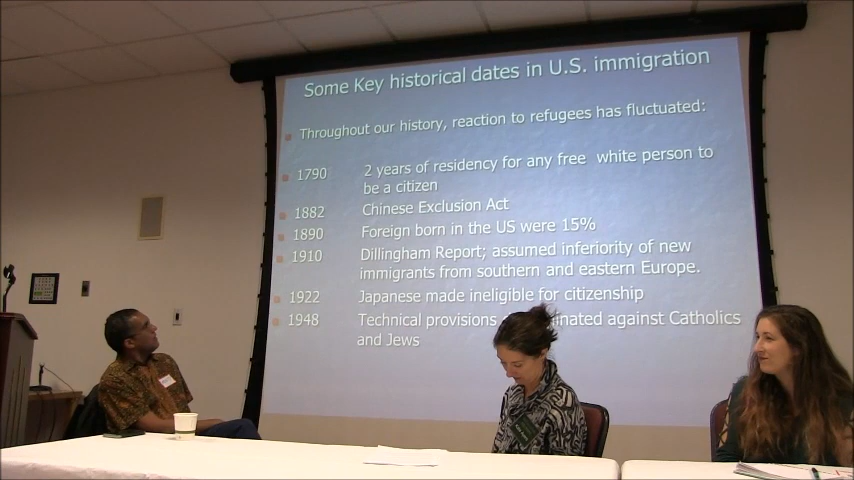 Some Key historical dates in U.S. immigration
Throughout our history, reaction to refugees has fluctuated:
1790 2 years of residency for any free white person to
be a citizen
1882 Chinese Exclusion Act
1890 Foreign born in the US were 15%
1910 Dillingham Report; assumed inferiority of new
immigrants from southern and eastern Europe.
1922 Japanese made ineligible for citizenship
1948 Technical provisions against Catholics
and Jews